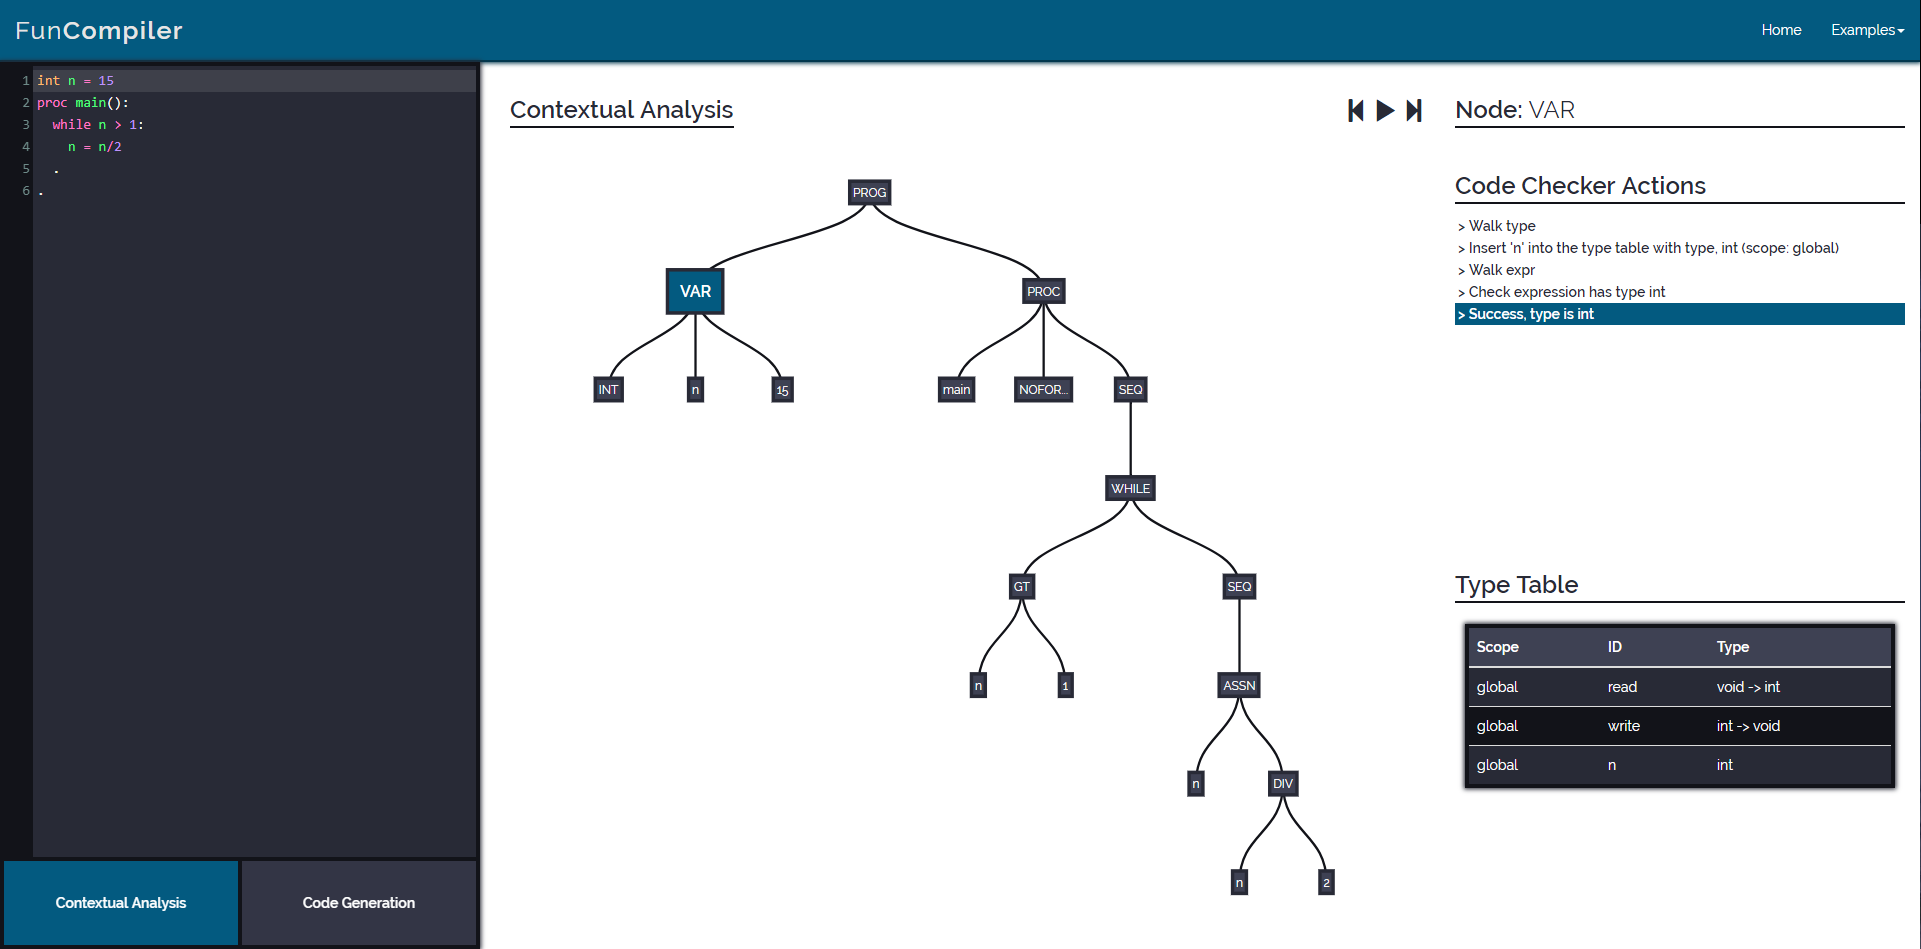 FunCompiler
Home Examples
1 int n = 15
2 proc main():
3 while n > 1:
4 n = n/2
5 .
6 .
Contextual Analysis
Code Generation
Contextual Analysis
PROG
VAR
PROC
INT
n
15
main
NOFOR...
SEQ
WHILE
GT
SEQ
n
1
ASSN
n
DIV
n
2
Node: VAR
Code Checker Actions
> Walk type
> Insert 'n' into the type table with type, int (scope: global)
> Walk expr
> Check expression has type int
> Success, type is int
Type Table
Scope ID Type
global read void -> int
global write int -> void
global n int